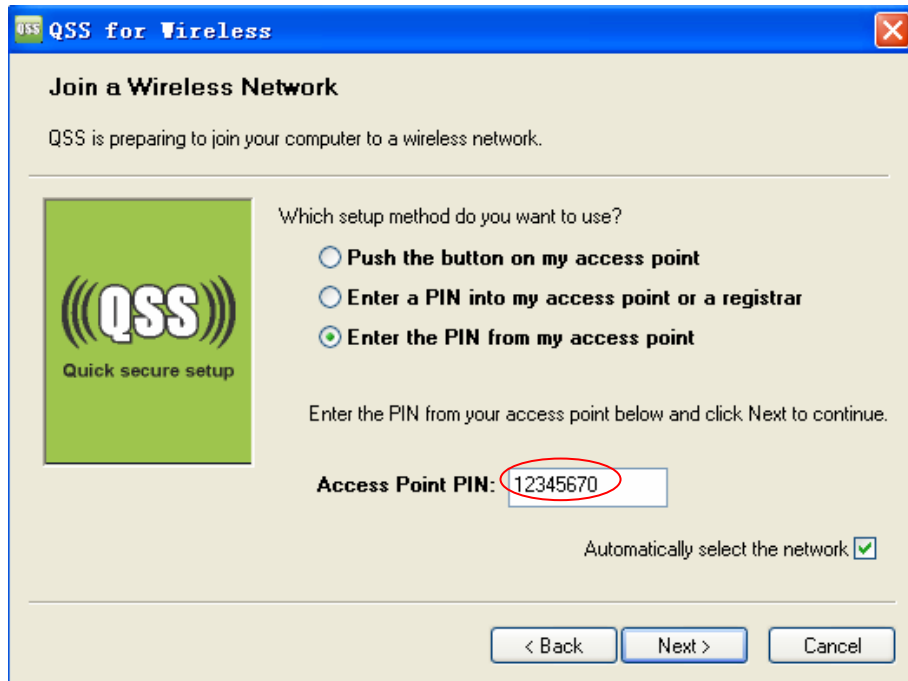 QSS QSS for Wireless
Join a Wireless Network
QSS is preparing to join your computer to a wireless network.
Which setup method do you want to use?
Push the button on my access point
Enter a PIN into my access point or a registrar
Enter the PIN from my access point
(((QSS)))
Quick secure setup
Enter the PIN from your access point below and click Next to continue.
Access Point PIN: 12345670
Automatically select the network
< Back Next > Cancel